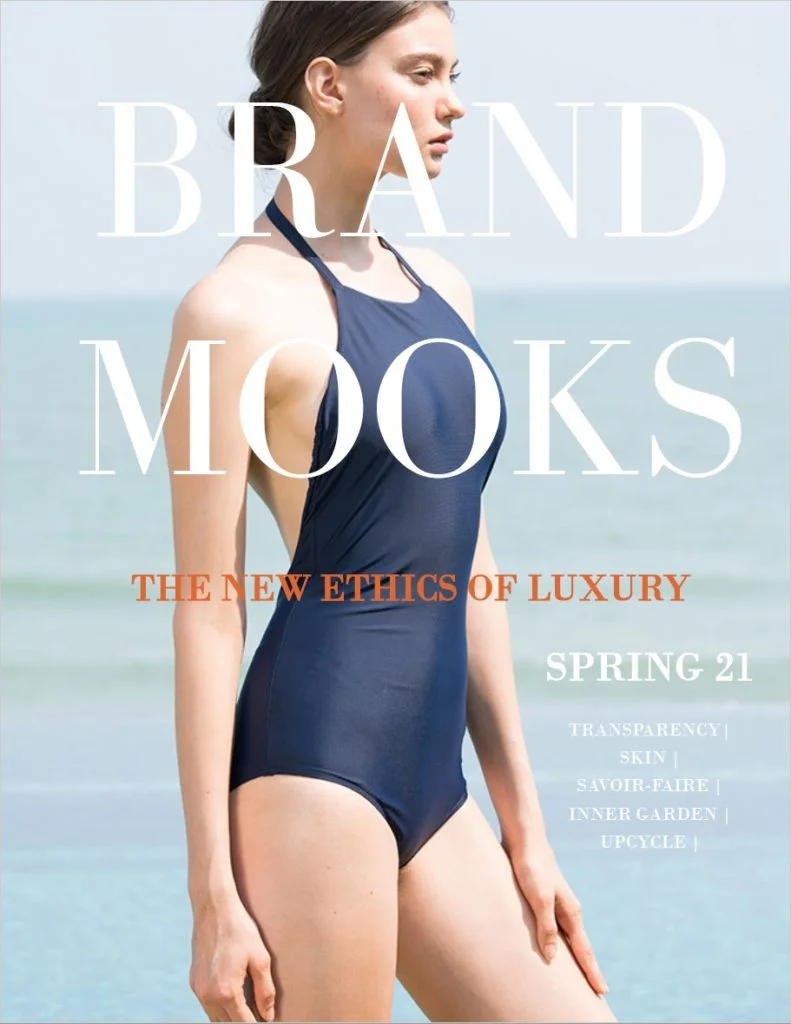 BRAND
MOOKS
THE NEW ETHICS OF LUXURY
SPRING 21
TRANSPARENCY|
SKIN |
SAVOIR-FAIRE |
INNER GARDEN |
UPCYCLE |